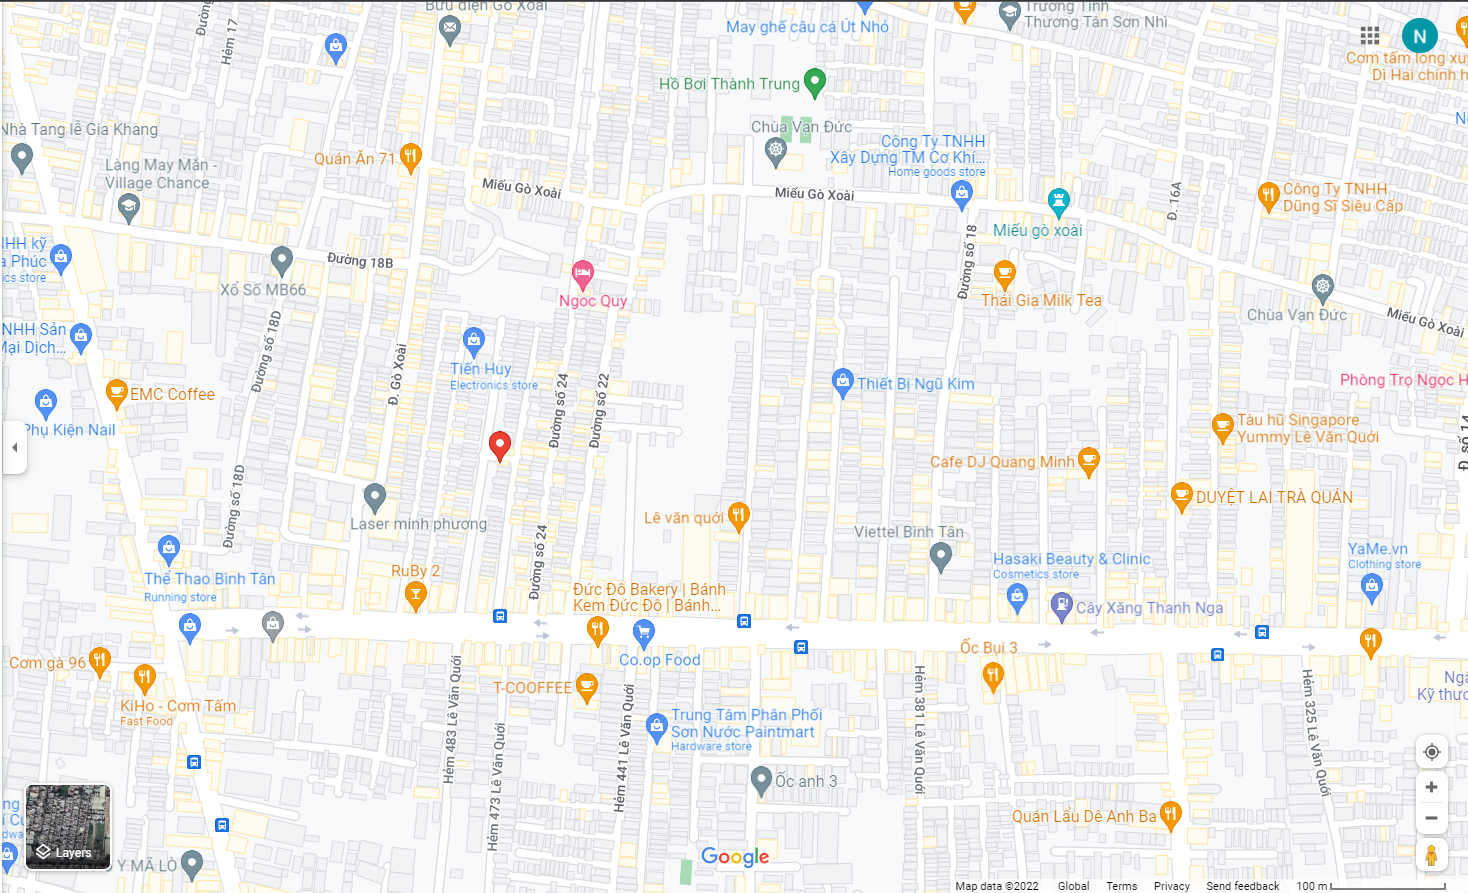 Bưu điện Gò Xoài
Hẻm 17
May ghế câu cá Út Nhỏ
Trương Tính
Thương Tân Sơn Nhì
N
Cơm tấm long xu
Dì Hai chính h
Hồ Bơi Thành Trung
Nhà Tang lễ Gia Khang
Làng May Mắn -
Village Chance
Quán Ăn 71
Chùa Vạn Đức
Công Ty TNHH
Xây Dựng TM Cơ Khí...
Home goods store
Miếu Gò Xoài
Miếu Gò Xoài
Đ. 16A
Công Ty TNHH
Dũng Sĩ Siêu Cấp
Miếu gò xoài
HH kỹ
a Phúc
ics store
Đường 18B
Xổ Số MB66
Ngoc Quy
Đường số 18
Thái Gia Milk Tea
Chùa Vạn Đức
Miếu Gò Xoài
NHH Sản
Mại Dịch...
Đường số 18D
Đ. Gò Xoài
Tiến Huy
Electronics store
Đường số 24
Đường số 22
Thiết Bị Ngũ Kim
Phòng Trọ Ngọc H
EMC Coffee
Phụ Kiện Nail
Tàu hũ Singapore
Yummy Lê Văn Quới
Đ. số 14
Cafe DJ Quang Minh
DUYỆT LAI TRÀ QUÁN
Đường số 18D
Laser minh phương
Lê văn quới
Viettel Bình Tân
Đường số 24
Hasaki Beauty & Clinic
Cosmetics store
YaMe.vn
Clothing store
Thể Thao Bình Tân
Running store
RuBy 2
Đức Đô Bakery | Bánh
Kem Đức Đô | Bánh...
Cây Xăng Thanh Nga
Co.op Food
Ốc Bụi 3
Cơm gà 96
KiHo - Cơm Tấm
Fast Food
T-COOFFEE
Hẻm 483 Lê Văn Quới
Hẻm 473 Lê Văn Quới
Hẻm 441 Lê Văn Quới
Trung Tâm Phân Phối
Sơn Nước Paintmart
Hardware store
Hẻm 381 Lê Văn Quới
Hẻm 325 Lê Văn Quới
Ngâ
Kỹ thư
Ốc anh 3
Quán Lẩu Dê Anh Ba
Layers
Y MÃ LÒ
Google
Map data ©2022
Global
Terms
Privacy
Send feedback
100 m